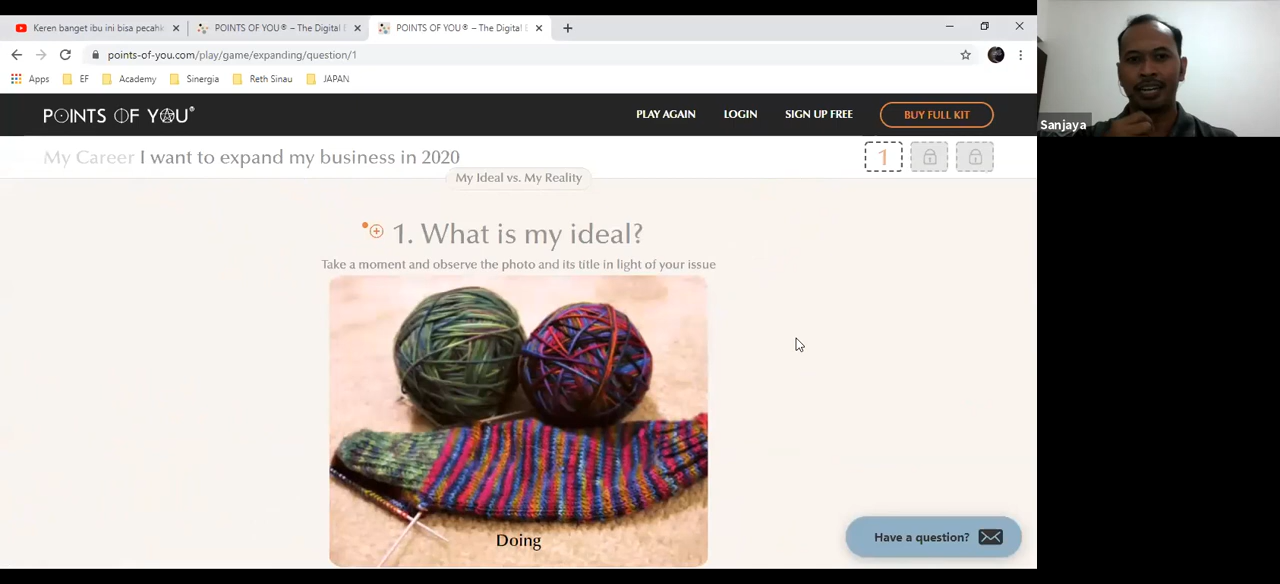 Keren banget ibu ini bisa pecahk
POINTS OF YOU® – The Digital E
POINTS OF YOU® – The Digital E
points-of-you.com/play/game/expanding/question/1
Apps EF Academy Sinergia Reth Sinau JAPAN
POINTS OF YOU® PLAY AGAIN LOGIN SIGN UP FREE BUY FULL KIT
Sanjaya
My Career I want to expand my business in 2020 1
My Ideal vs. My Reality
1. What is my ideal?
Take a moment and observe the photo and its title in light of your issue
Doing
Have a question?